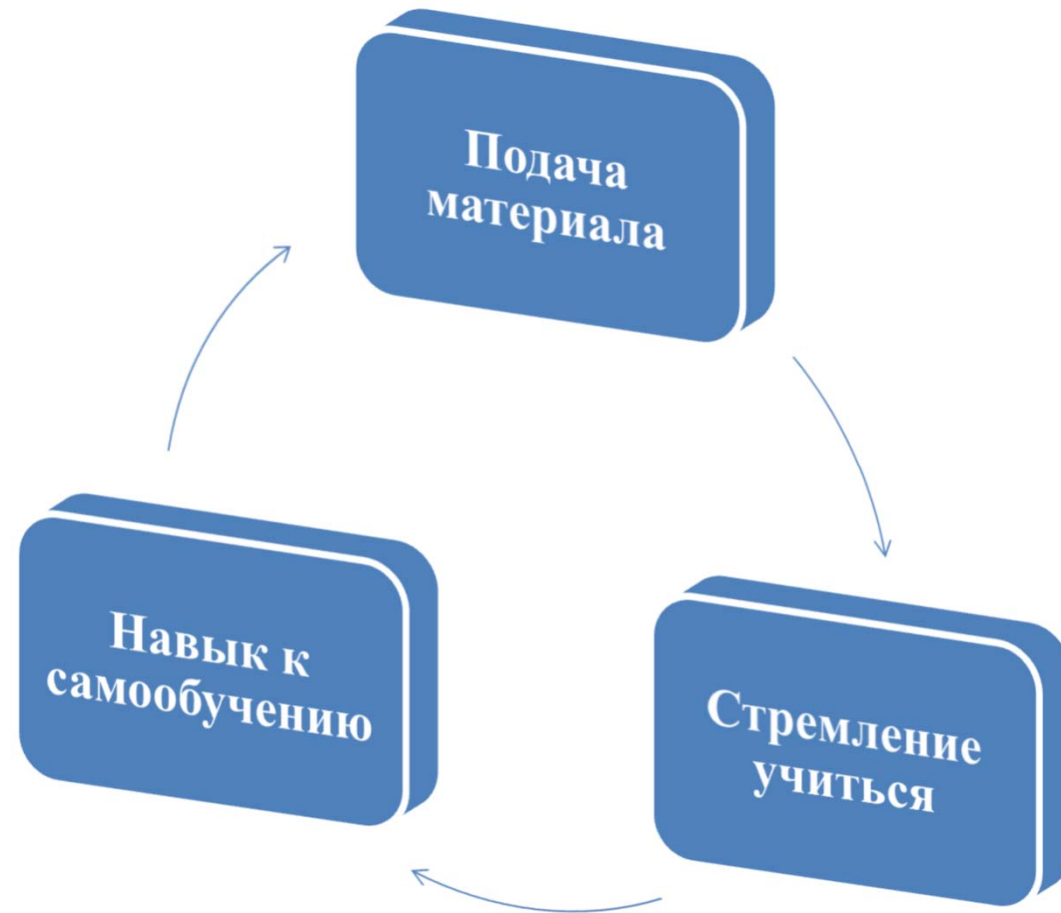 Подача
материала
Стремление
учиться
Навык к
самообучению